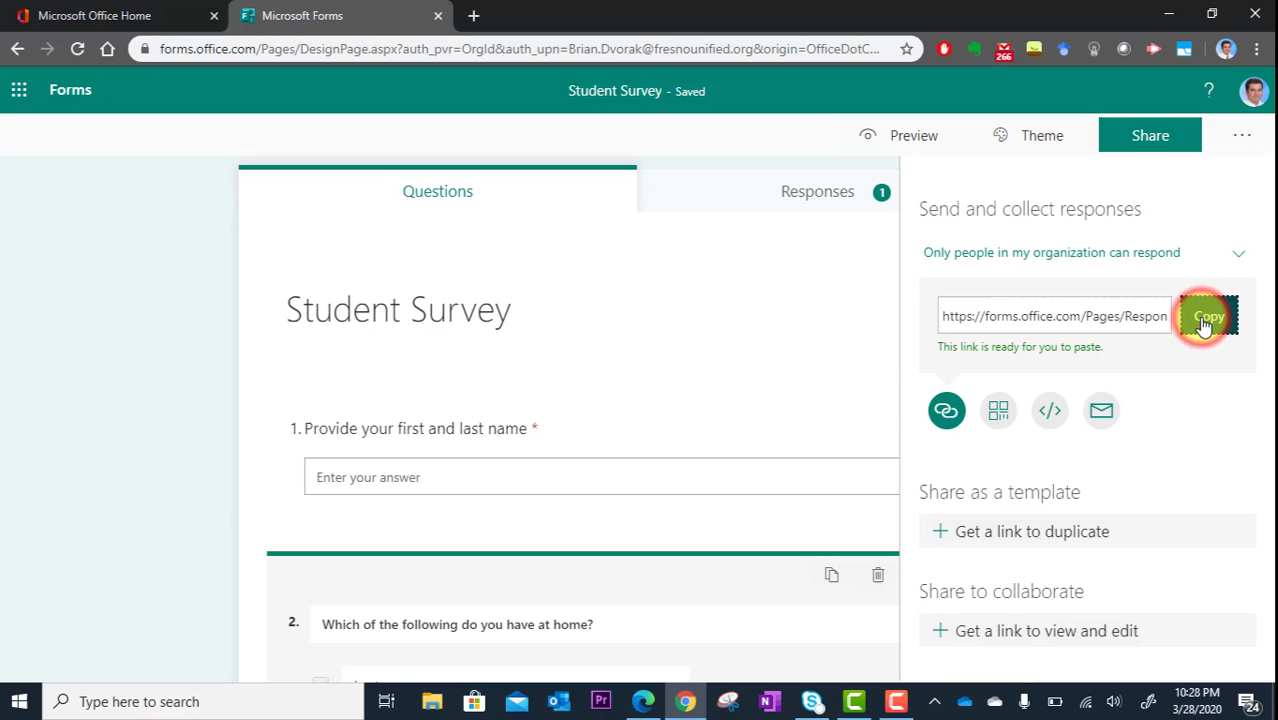 Microsoft Office Home
Microsoft Forms
forms.office.com/Pages/DesignPage.aspx?auth_pvr=OrgId&auth_upn=Brian.Dvorak@fresnounified.org&origin=OfficeDotC...
266
Forms
Student Survey - Saved
?
Preview
Theme
Share
...
Questions
Responses 1
Send and collect responses
Only people in my organization can respond
https://forms.office.com/Pages/Respon
Copy
This link is ready for you to paste.
Student Survey
1. Provide your first and last name *
Enter your answer
Share as a template
+ Get a link to duplicate
Share to collaborate
+ Get a link to view and edit
2. Which of the following do you have at home?
Type here to search
Pr
10:28 PM
3/28/2020
24